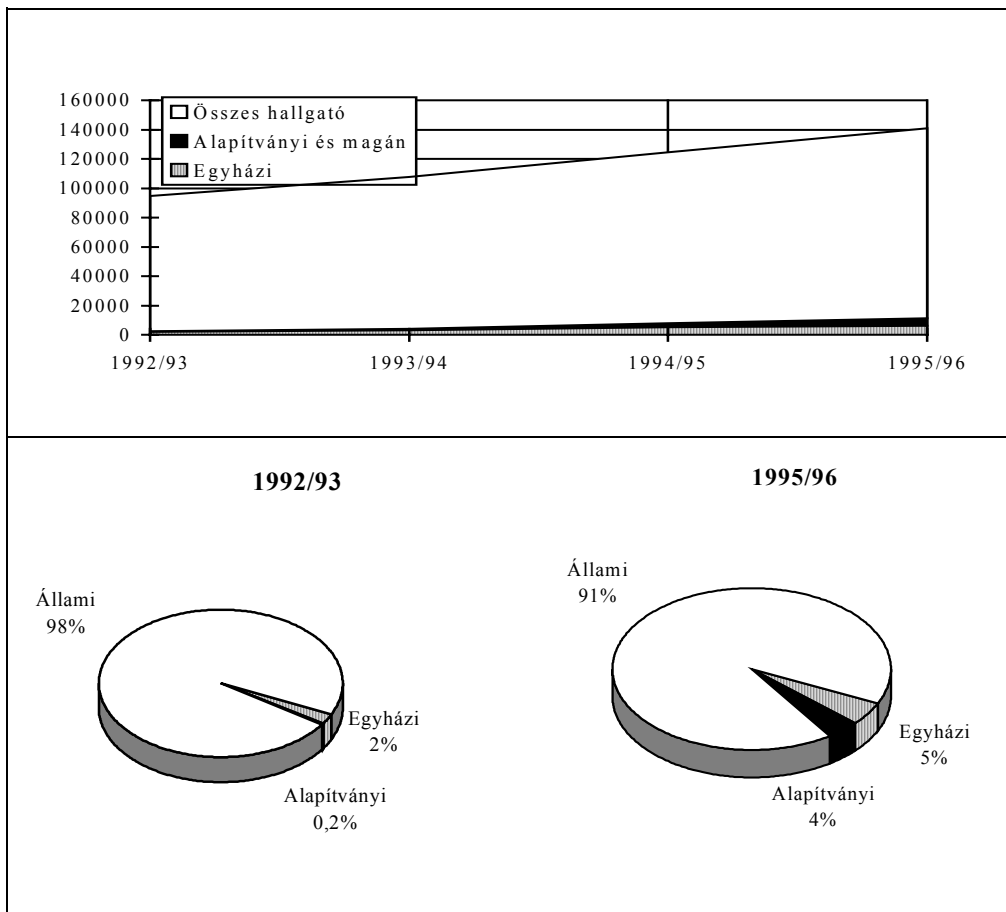 160000
140000
120000
100000
80000
60000
40000
20000
0
Összes hallgató
Alapítványi és magán
Egyházi
1992/93 1993/94 1994/95 1995/96
1992/93
Állami
98%
Egyházi
2%
Alapítványi
0,2%
1995/96
Állami
91%
Egyházi
5%
Alapítványi
4%